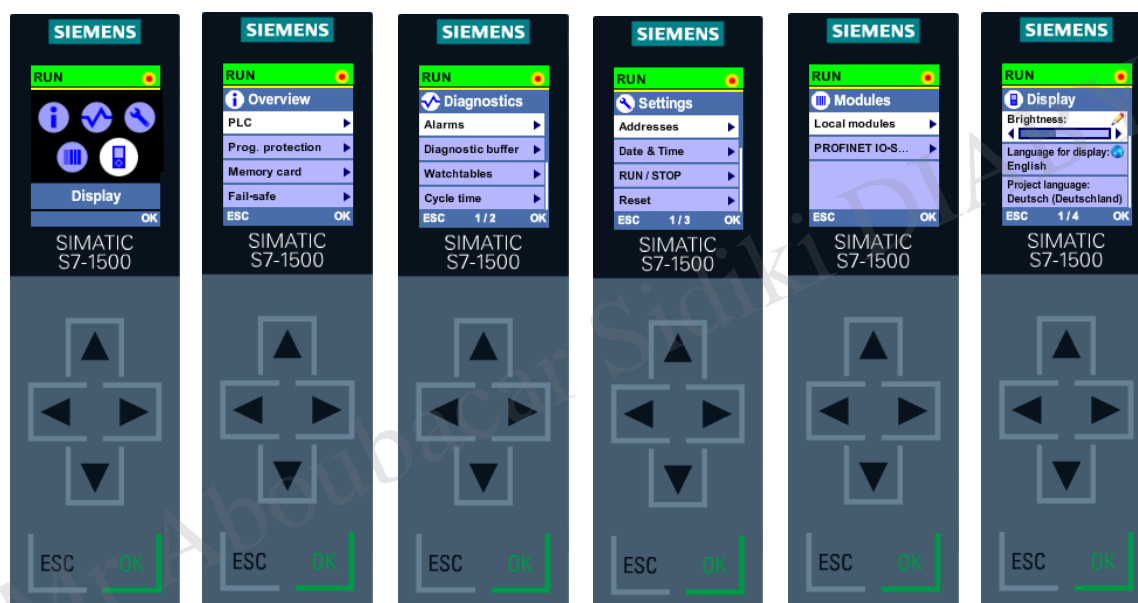 SIEMENS
RUN
Display
OK
SIMATIC
S7-1500
ESC OK
SIEMENS
RUN
Overview
PLC
Prog. protection
Memory card
Fail-safe
ESC OK
SIMATIC
S7-1500
ESC OK
SIEMENS
RUN
Diagnostics
Alarms
Diagnostic buffer
Watchtables
Cycle time
ESC 1/2 OK
SIMATIC
S7-1500
ESC OK
SIEMENS
RUN
Settings
Addresses
Date & Time
RUN / STOP
Reset
ESC 1/3 OK
SIMATIC
S7-1500
ESC OK
SIEMENS
RUN
Modules
Local modules
PROFINET IO-S...
ESC OK
SIMATIC
S7-1500
ESC OK
SIEMENS
RUN
Display
Brightness:
Language for display:
English
Project language:
Deutsch (Deutschland)
ESC 1/4 OK
SIMATIC
S7-1500
ESC OK
Mr Aboubacar Sidiki DIABY